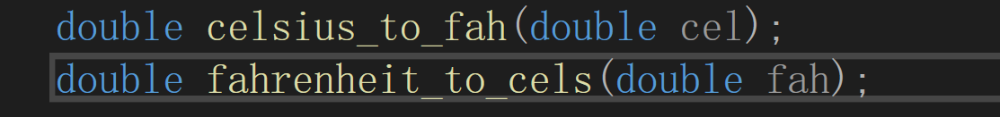 double celsius_to_fah(double cel);
double fahrenheit_to_cels(double fah);